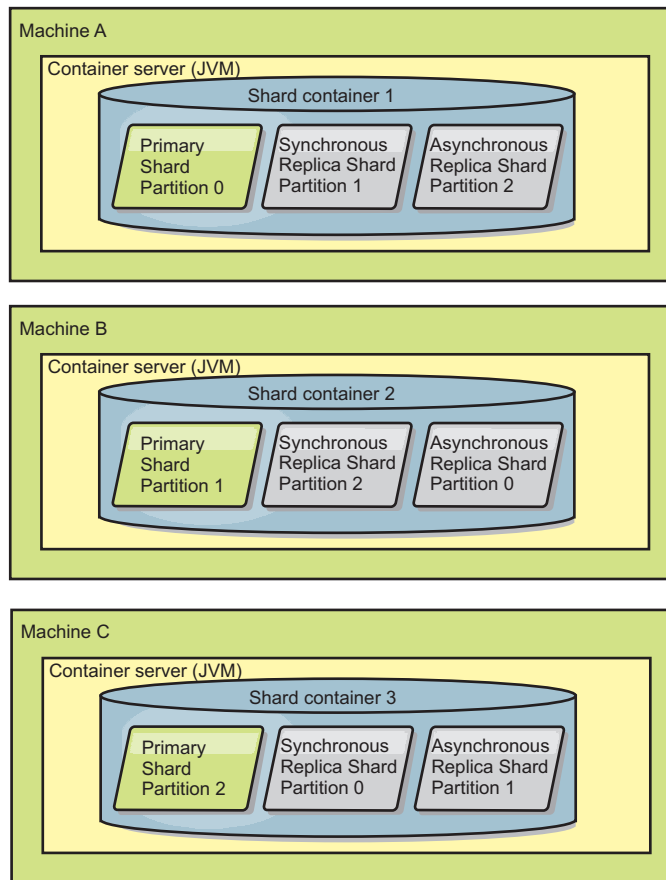 Machine A
Container server (JVM)
Shard container 1
Primary
Shard
Partition 0
Synchronous
Replica Shard
Partition 1
Asynchronous
Replica Shard
Partition 2
Machine B
Container server (JVM)
Shard container 2
Primary
Shard
Partition 1
Synchronous
Replica Shard
Partition 2
Asynchronous
Replica Shard
Partition 0
Machine C
Container server (JVM)
Shard container 3
Primary
Shard
Partition 2
Synchronous
Replica Shard
Partition 0
Asynchronous
Replica Shard
Partition 1